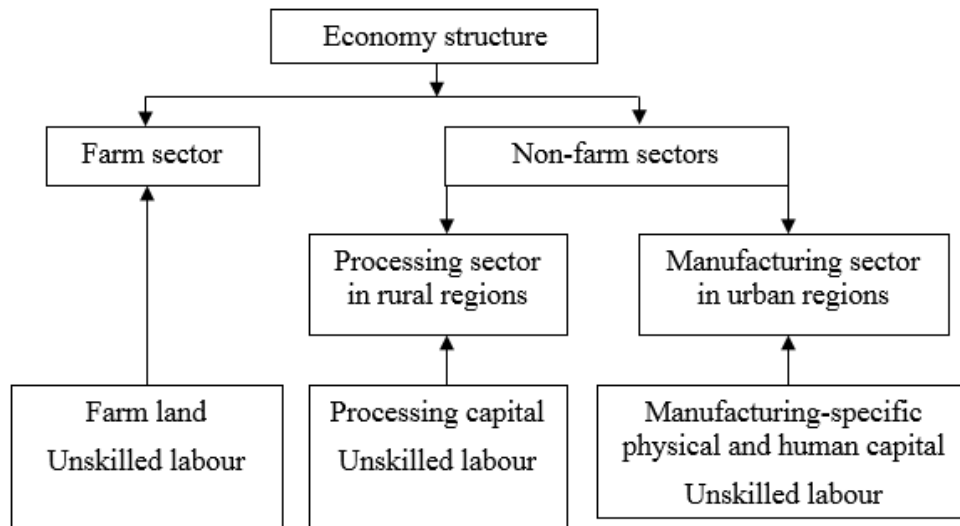 Economy structure
Farm sector
Non-farm sectors
Processing sector
in rural regions
Manufacturing sector
in urban regions
Farm land
Unskilled labour
Processing capital
Unskilled labour
Manufacturing-specific
physical and human capital
Unskilled labour